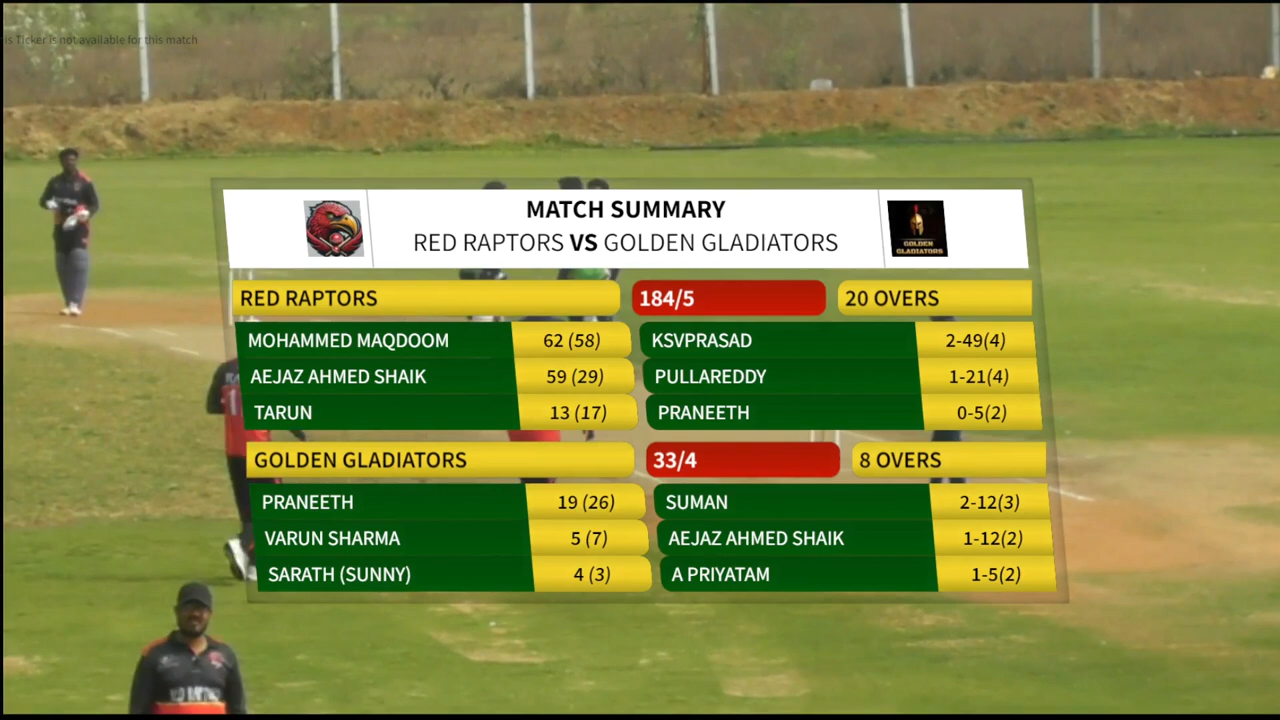 is Ticker is not available for this match
MATCH SUMMARY
RED RAPTORS VS GOLDEN GLADIATORS
GOLDEN
GLADIATORS
RED RAPTORS 184/5 20 OVERS
MOHAMMED MAQDOOM 62 (58) KSVPRASAD 2-49(4)
AEJAZ AHMED SHAIK 59 (29) PULLAREDDY 1-21(4)
TARUN 13 (17) PRANEETH 0-5(2)
GOLDEN GLADIATORS 33/4 8 OVERS
PRANEETH 19 (26) SUMAN 2-12(3)
VARUN SHARMA 5 (7) AEJAZ AHMED SHAIK 1-12(2)
SARATH (SUNNY) 4 (3) A PRIYATAM 1-5(2)